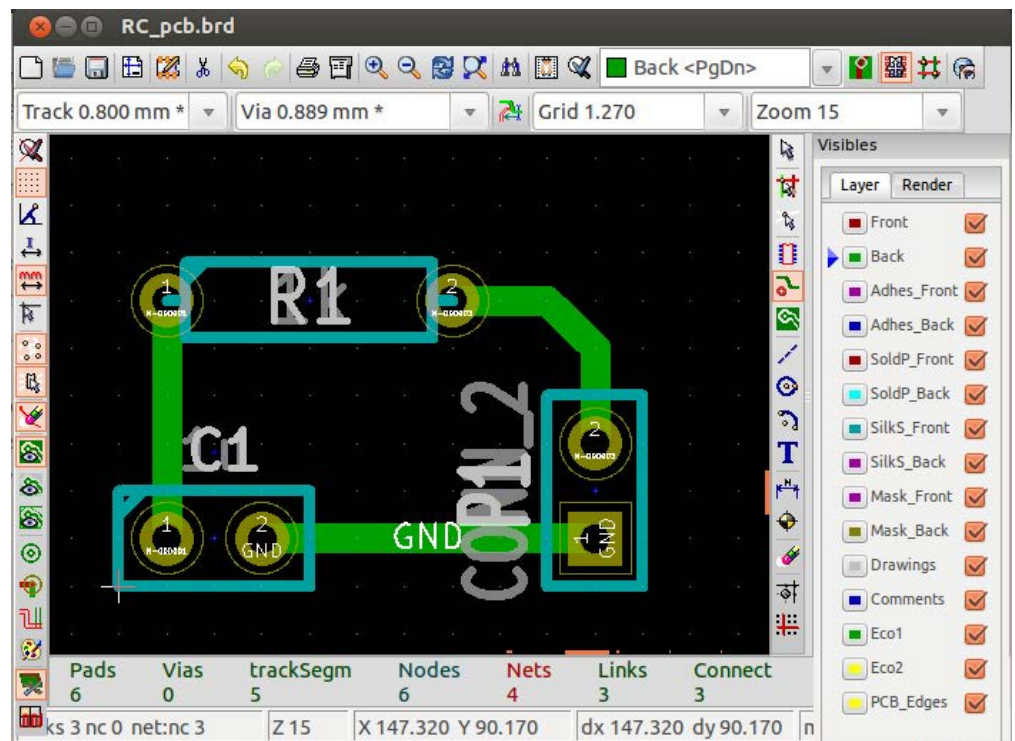 RC_pcb.brd
Back <PgDn>
Track 0.800 mm *
Via 0.889 mm *
Grid 1.270
Zoom 15
Visibles
Layer
Render
Front
Back
Adhes_Front
Adhes_Back
SoldP_Front
SoldP_Back
SilkS_Front
SilkS_Back
Mask_Front
Mask_Back
Drawings
Comments
Eco1
Eco2
PCB_Edges
mm
T
1
R1
2
C1
1
2
GND
GND
2
1
GND
Pads Vias trackSegm Nodes Nets Links Connect
6 0 5 6 4 3 3
ks 3 nc 0 net:nc 3
Z 15
X 147.320 Y 90.170
dx 147.320 dy 90.170